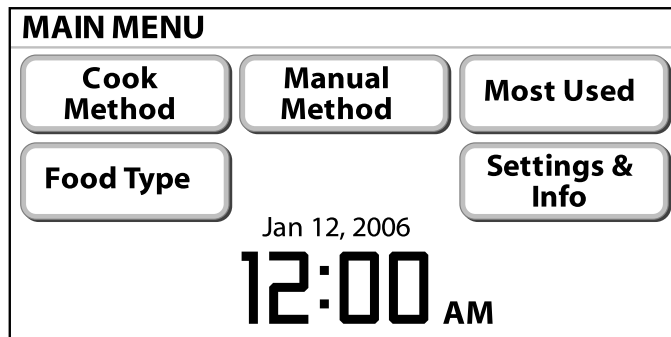 MAIN MENU
Cook
Method
Manual
Method
Most Used
Food Type
Settings &
Info
Jan 12, 2006
12:00 AM